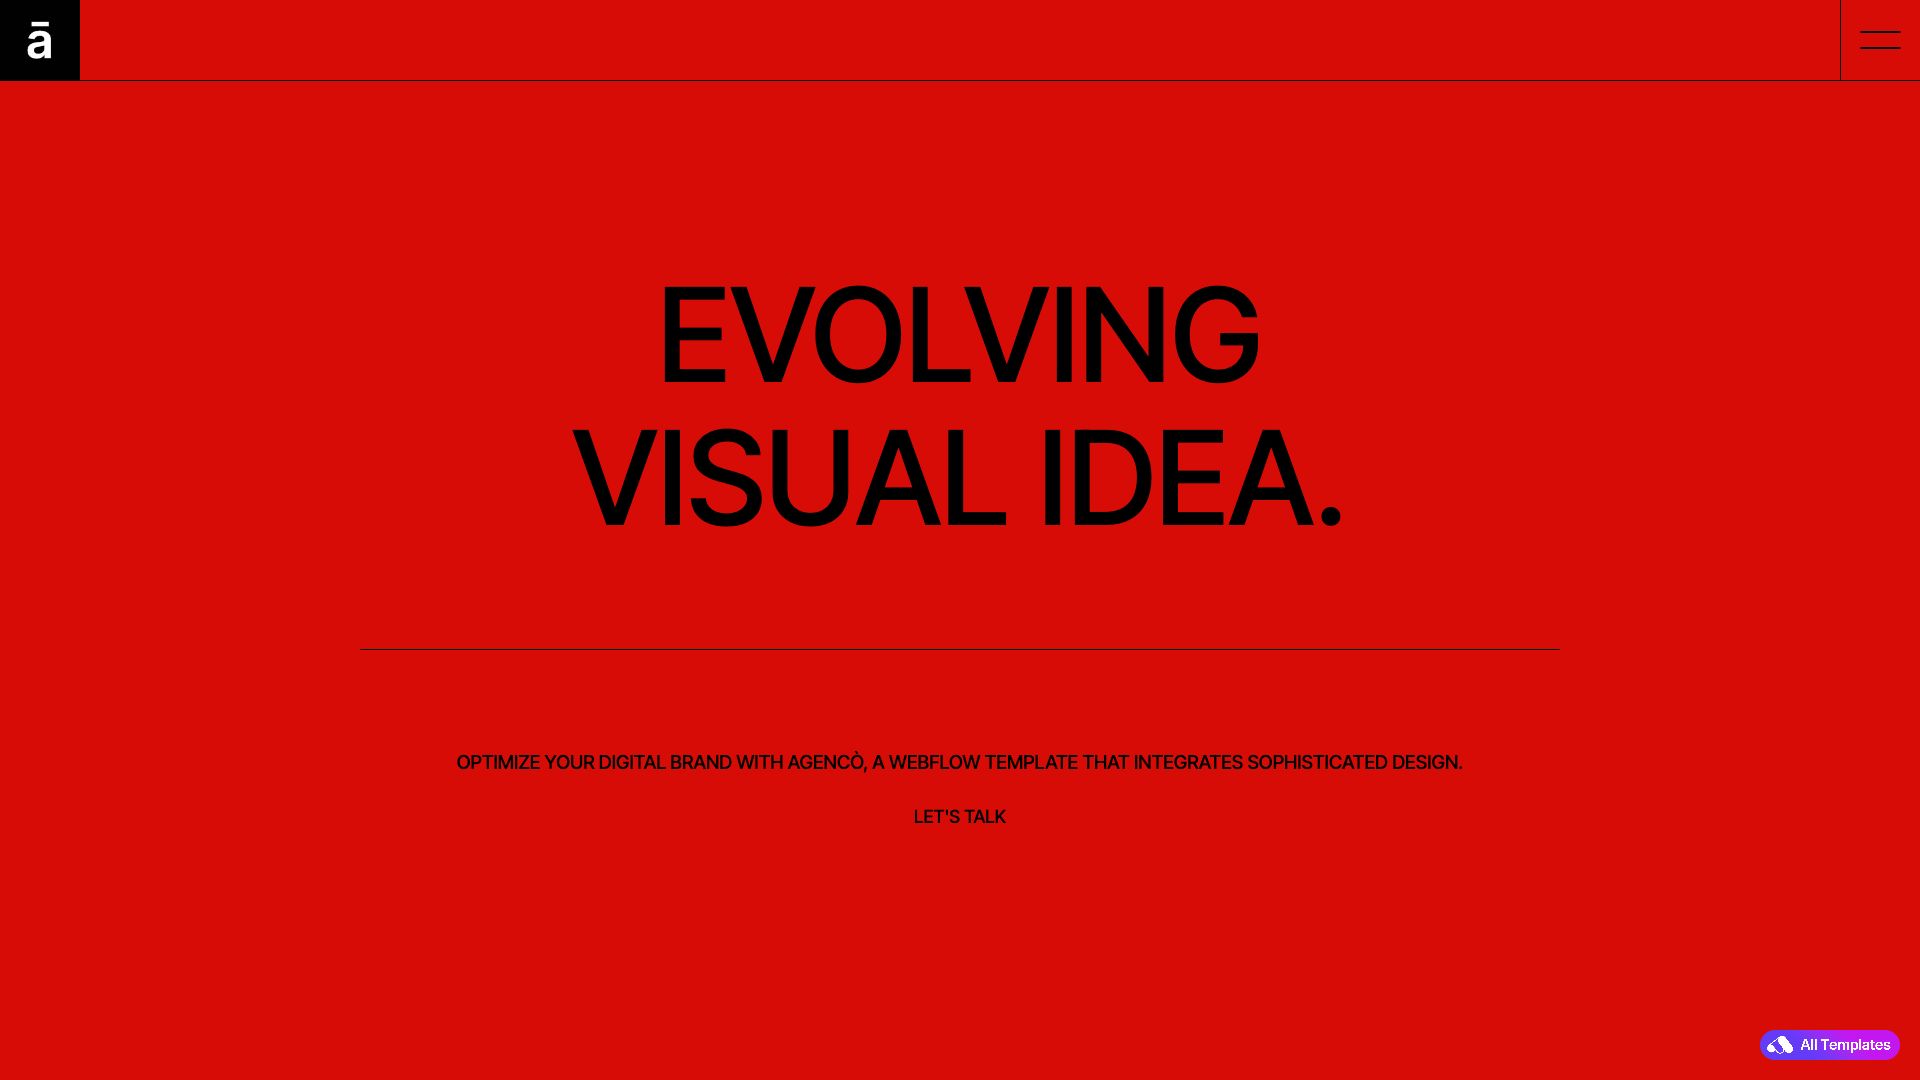 ā
EVOLVING
VISUAL IDEA.
OPTIMIZE YOUR DIGITAL BRAND WITH AGENCÒ, A WEBFLOW TEMPLATE THAT INTEGRATES SOPHISTICATED DESIGN.
LET'S TALK
All Templates